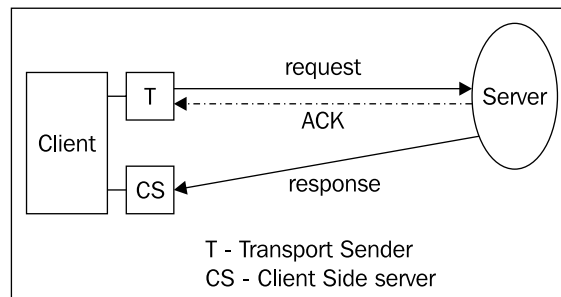 request
T
Server
ACK
Client
CS
response
T - Transport Sender
CS - Client Side server